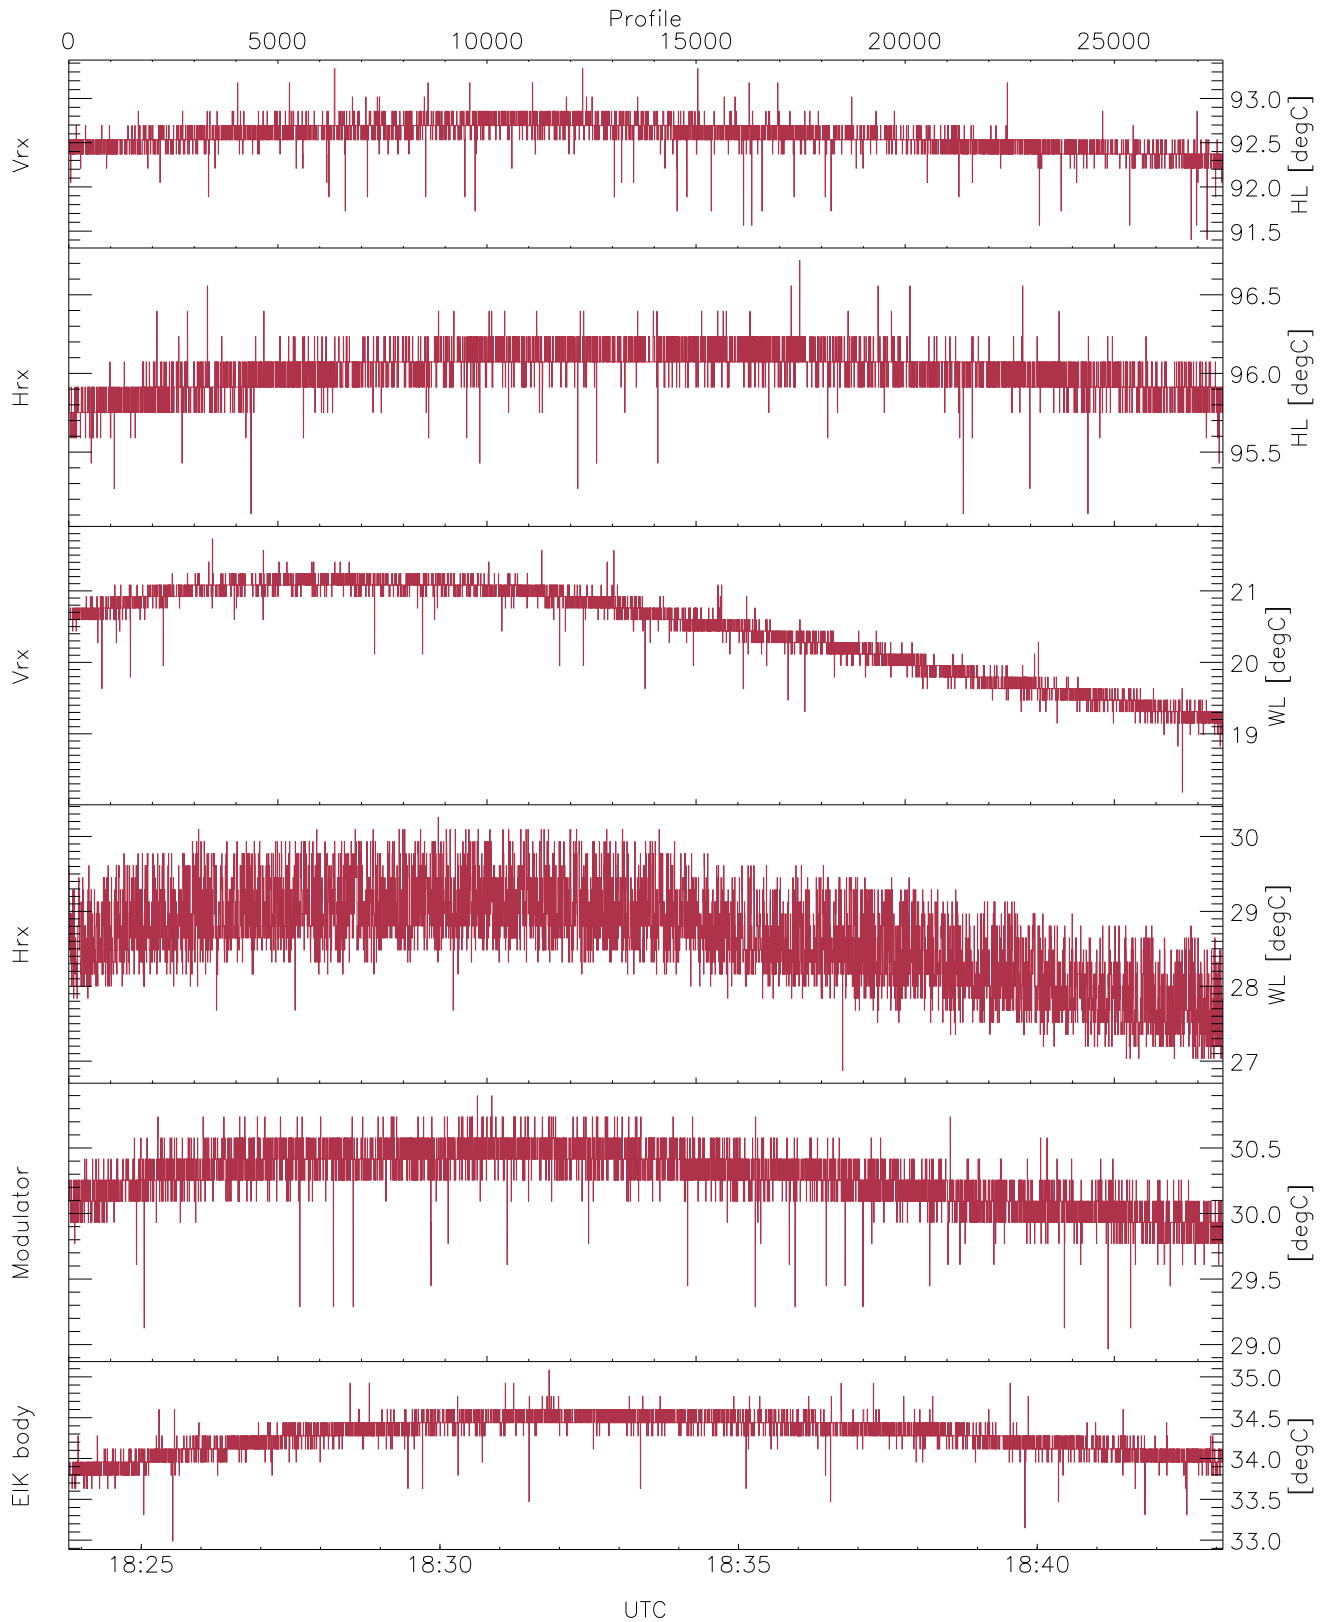 Profile
0 5000 10000 15000 20000 25000
Vrx
93.0
92.5
92.0
91.5
HL [degC]
Hrx
96.5
96.0
95.5
HL [degC]
Vrx
21
20
19
WL [degC]
Hrx
30
29
28
27
WL [degC]
Modulator
30.5
30.0
29.5
29.0
[degC]
EIK body
35.0
34.5
34.0
33.5
33.0
[degC]
18:25 18:30 18:35 18:40
UTC